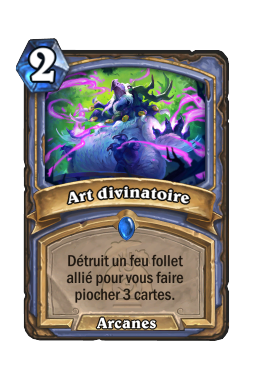 2
Art divinatoire
Détruit un feu follet
allié pour vous faire
piocher 3 cartes.
Arcanes